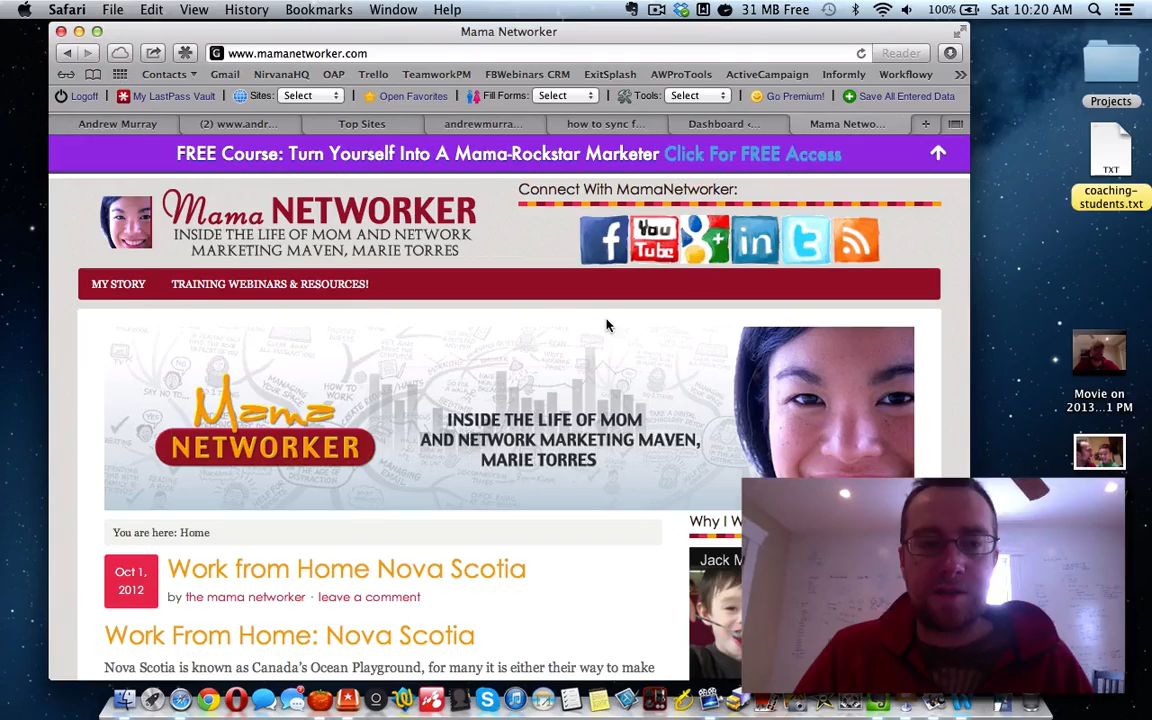 Safari File Edit View History Bookmarks Window Help 31 MB Free 100% Sat 10:20 AM
Mama Networker
www.mamanetworker.com Reader
Contacts Gmail NirvanaHQ OAP Trello TeamworkPM FBWebinars CRM ExitSplash AWProTools ActiveCampaign Informly Workflowy
Logoff My LastPass Vault Sites: Select Open Favorites Fill Forms: Select Tools: Select Go Premium! Save All Entered Data
Andrew Murray (2) www.andr... Top Sites andrewmurra... how to sync f... Dashboard ‹... Mama Netwo...
FREE Course: Turn Yourself Into A Mama-Rockstar Marketer Click For FREE Access
Mama NETWORKER
INSIDE THE LIFE OF MOM AND NETWORK
MARKETING MAVEN, MARIE TORRES
Connect With MamaNetworker:
You Tube
in
MY STORY TRAINING WEBINARS & RESOURCES!
Mama
NETWORKER
INSIDE THE LIFE OF MOM
AND NETWORK MARKETING MAVEN,
MARIE TORRES
You are here: Home
Oct 1,
2012
Work from Home Nova Scotia
by the mama networker · leave a comment
Work From Home: Nova Scotia
Nova Scotia is known as Canada's Ocean Playground, for many it is either their way to make
Why I W
Jack M
Projects
TXT
coaching-
students.txt
Movie on
2013...1 PM